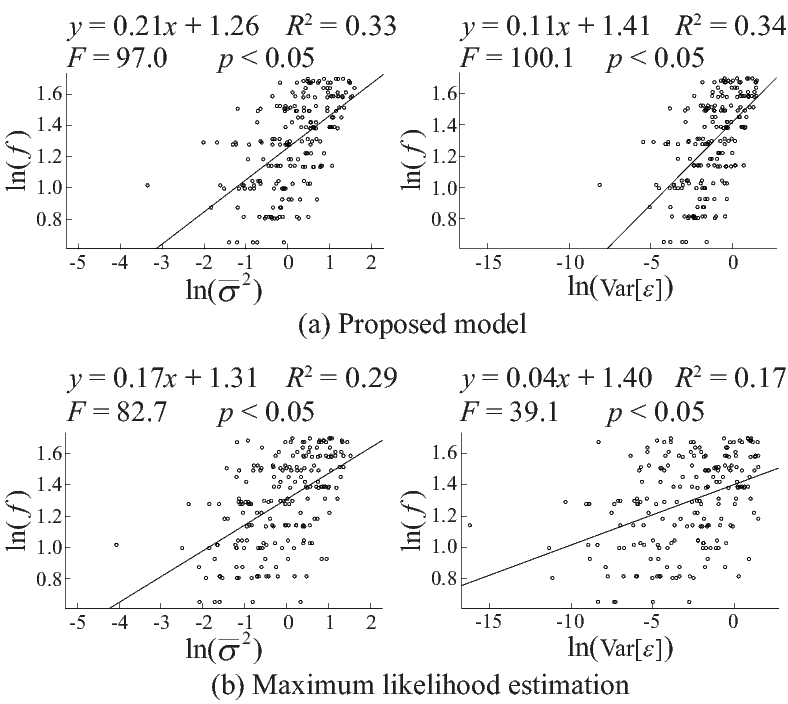 y = 0.21x + 1.26 R² = 0.33
F = 97.0 p < 0.05
1.6
1.4
1.2
1.0
0.8
ln(f)
-5 -4 -3 -2 -1 0 1 2
ln(σ̅²)
y = 0.11x + 1.41 R² = 0.34
F = 100.1 p < 0.05
1.6
1.4
1.2
1.0
0.8
ln(f)
-15 -10 -5 0
ln(Var[ε])
(a) Proposed model
y = 0.17x + 1.31 R² = 0.29
F = 82.7 p < 0.05
1.6
1.4
1.2
1.0
0.8
ln(f)
-5 -4 -3 -2 -1 0 1 2
ln(σ̅²)
y = 0.04x + 1.40 R² = 0.17
F = 39.1 p < 0.05
1.6
1.4
1.2
1.0
0.8
ln(f)
-15 -10 -5 0
ln(Var[ε])
(b) Maximum likelihood estimation